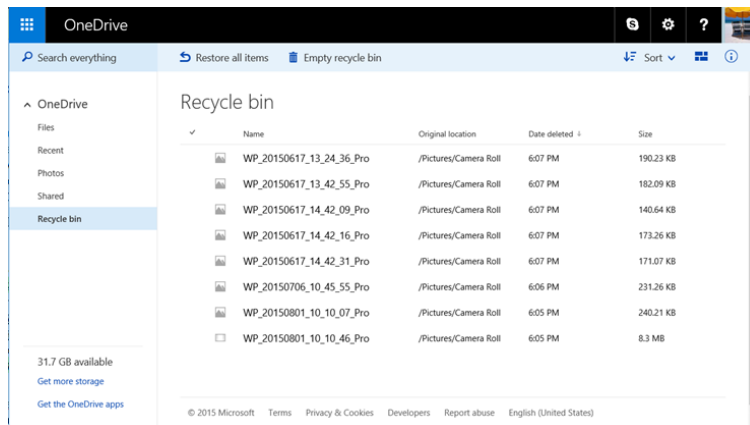 OneDrive
?
Search everything
Restore all items Empty recycle bin Sort
OneDrive
Files
Recent
Photos
Shared
Recycle bin
31.7 GB available
Get more storage
Get the OneDrive apps
Recycle bin
Name Original location Date deleted Size
WP_20150617_13_24_36_Pro /Pictures/Camera Roll 6:07 PM 190.23 KB
WP_20150617_13_42_55_Pro /Pictures/Camera Roll 6:07 PM 182.09 KB
WP_20150617_14_42_09_Pro /Pictures/Camera Roll 6:07 PM 140.64 KB
WP_20150617_14_42_16_Pro /Pictures/Camera Roll 6:07 PM 173.26 KB
WP_20150617_14_42_31_Pro /Pictures/Camera Roll 6:07 PM 171.07 KB
WP_20150706_10_45_55_Pro /Pictures/Camera Roll 6:06 PM 231.26 KB
WP_20150801_10_10_07_Pro /Pictures/Camera Roll 6:05 PM 240.21 KB
WP_20150801_10_10_46_Pro /Pictures/Camera Roll 6:05 PM 8.3 MB
© 2015 Microsoft Terms Privacy & Cookies Developers Report abuse English (United States)